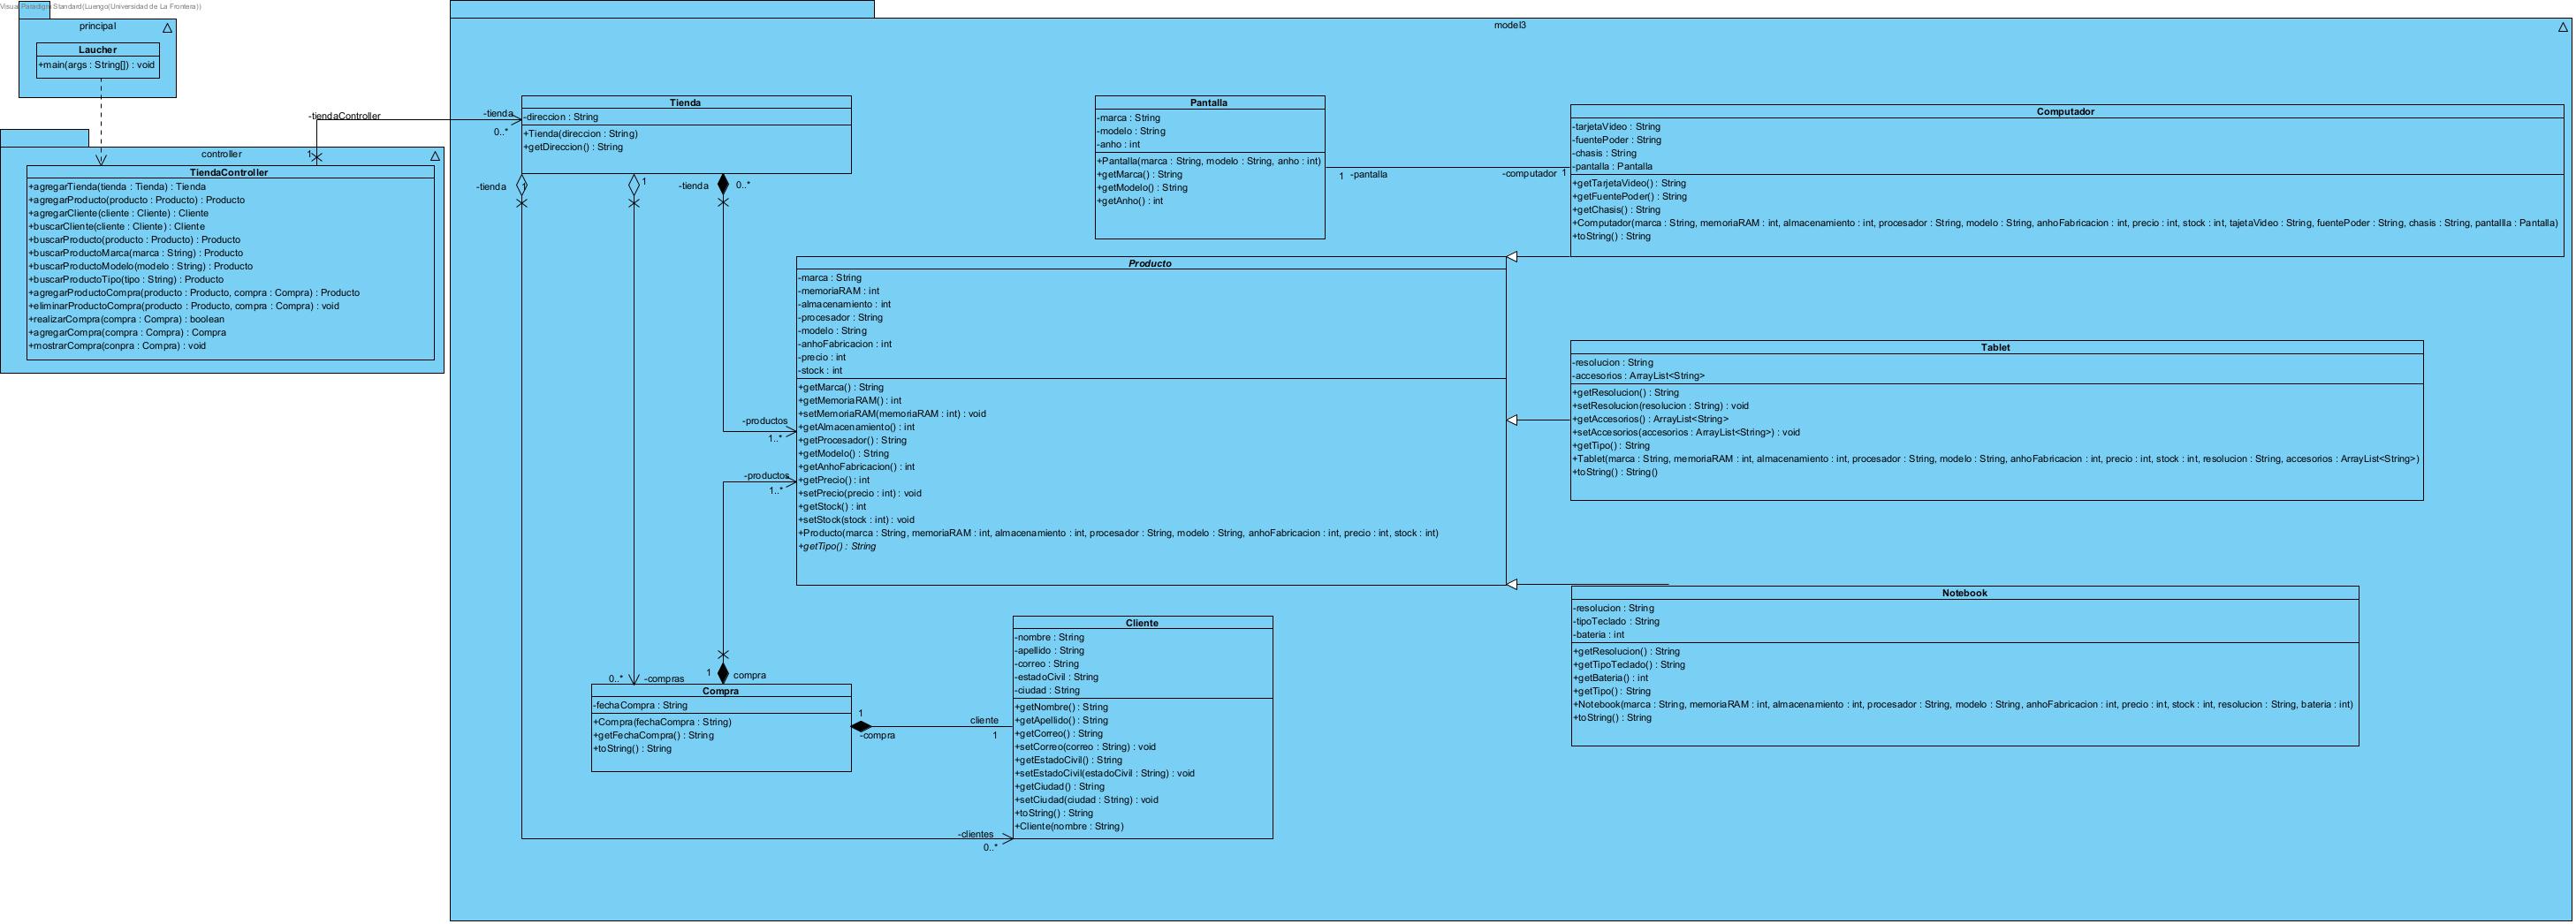 Visual Paradigm Standard(Luengo(Universidad de La Frontera))
principal
Laucher
+main(args : String[]) : void
-tiendaController
1
controller
TiendaController
+agregarTienda(tienda : Tienda) : Tienda
+agregarProducto(producto : Producto) : Producto
+agregarCliente(cliente : Cliente) : Cliente
+buscarCliente(cliente : Cliente) : Cliente
+buscarProducto(producto : Producto) : Producto
+buscarProductoMarca(marca : String) : Producto
+buscarProductoModelo(modelo : String) : Producto
+buscarProductoTipo(tipo : String) : Producto
+agregarProductoCompra(producto : Producto, compra : Compra) : Producto
+eliminarProductoCompra(producto : Producto, compra : Compra) : void
+realizarCompra(compra : Compra) : boolean
+agregarCompra(compra : Compra) : Compra
+mostrarCompra(conpra : Compra) : void
model3
-tienda
0..*
Tienda
-direccion : String
+Tienda(direccion : String)
+getDireccion() : String
-tienda
1
1
-tienda
0..*
Pantalla
-marca : String
-modelo : String
-anho : int
+Pantalla(marca : String, modelo : String, anho : int)
+getMarca() : String
+getModelo() : String
+getAnho() : int
1
-pantalla
-computador
1
Computador
-tarjetaVideo : String
-fuentePoder : String
-chasis : String
-pantalla : Pantalla
+getTarjetaVideo() : String
+getFuentePoder() : String
+getChasis() : String
+Computador(marca : String, memoriaRAM : int, almacenamiento : int, procesador : String, modelo : String, anhoFabricacion : int, precio : int, stock : int, tajetaVideo : String, fuentePoder : String, chasis : String, pantallla : Pantalla)
+toString() : String
Producto
-marca : String
-memoriaRAM : int
-almacenamiento : int
-procesador : String
-modelo : String
-anhoFabricacion : int
-precio : int
-stock : int
+getMarca() : String
+getMemoriaRAM() : int
+setMemoriaRAM(memoriaRAM : int) : void
+getAlmacenamiento() : int
+getProcesador() : String
+getModelo() : String
+getAnhoFabricacion() : int
+getPrecio() : int
+setPrecio(precio : int) : void
+getStock() : int
+setStock(stock : int) : void
+Producto(marca : String, memoriaRAM : int, almacenamiento : int, procesador : String, modelo : String, anhoFabricacion : int, precio : int, stock : int)
+getTipo() : String
-productos
1..*
-productos
1..*
Tablet
-resolucion : String
-accesorios : ArrayList<String>
+getResolucion() : String
+setResolucion(resolucion : String) : void
+getAccesorios() : ArrayList<String>
+setAccesorios(accesorios : ArrayList<String>) : void
+getTipo() : String
+Tablet(marca : String, memoriaRAM : int, almacenamiento : int, procesador : String, modelo : String, anhoFabricacion : int, precio : int, stock : int, resolucion : String, accesorios : ArrayList<String>)
+toString() : String()
Notebook
-resolucion : String
-tipoTeclado : String
-bateria : int
+getResolucion() : String
+getTipoTeclado() : String
+getBateria() : int
+getTipo() : String
+Notebook(marca : String, memoriaRAM : int, almacenamiento : int, procesador : String, modelo : String, anhoFabricacion : int, precio : int, stock : int, resolucion : String, bateria : int)
+toString() : String
0..*
-compras
1
compra
Compra
-fechaCompra : String
+Compra(fechaCompra : String)
+getFechaCompra() : String
+toString() : String
1
-compra
cliente
1
Cliente
-nombre : String
-apellido : String
-correo : String
-estadoCivil : String
-ciudad : String
+getNombre() : String
+getApellido() : String
+getCorreo() : String
+setCorreo(correo : String) : void
+getEstadoCivil() : String
+setEstadoCivil(estadoCivil : String) : void
+getCiudad() : String
+setCiudad(ciudad : String) : void
+toString() : String
+Cliente(nombre : String)
-clientes
0..*